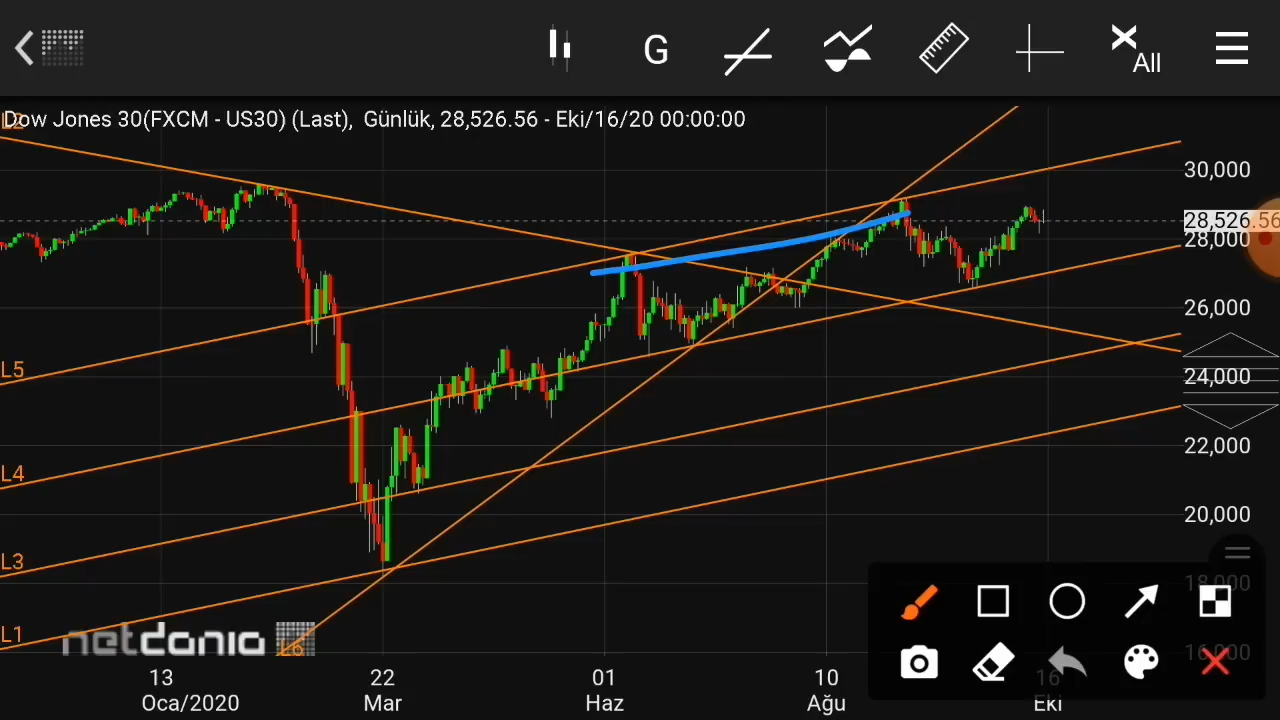 G
All
Dow Jones 30(FXCM - US30) (Last), Günlük, 28,526.56 - Eki/16/20 00:00:00
L2
30,000
28,526.56
28,000
26,000
24,000
22,000
20,000
18,000
16,000
L5
L4
L3
L1
L6
netdania
13
Oca/2020
22
Mar
01
Haz
10
Ağu
16
Eki